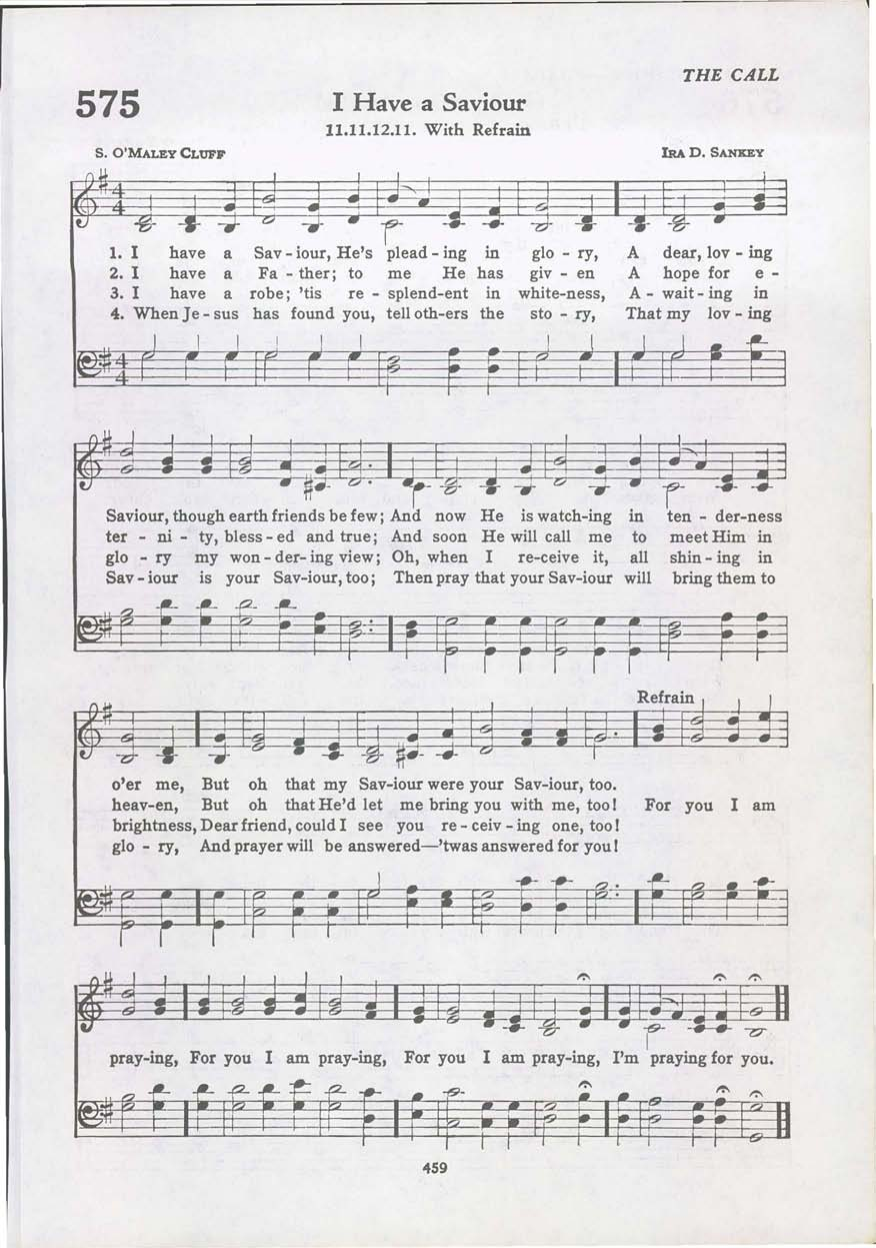 THE CALL
575
I Have a Saviour
11.11.12.11. With Refrain
S. O'Maley Cluff Ira D. Sankey
1. I have a Sav - iour, He's plead - ing in glo - ry, A dear, lov - ing
2. I have a Fa - ther; to me He has giv - en A hope for e -
3. I have a robe; 'tis re - splend-ent in white-ness, A - wait - ing in
4. When Je - sus has found you, tell oth-ers the sto - ry, That my lov - ing
Saviour, though earth friends be few; And now He is watch-ing in ten - der-ness
ter - ni - ty, bless - ed and true; And soon He will call me to meet Him in
glo - ry my won - der - ing view; Oh, when I re-ceive it, all shin - ing in
Sav - iour is your Sav-iour, too; Then pray that your Sav-iour will bring them to
Refrain
o'er me, But oh that my Sav-iour were your Sav-iour, too.
heav-en, But oh that He'd let me bring you with me, too! For you I am
brightness, Dear friend, could I see you re - ceiv - ing one, too!
glo - ry, And prayer will be answered—'twas answered for you!
pray-ing, For you I am pray-ing, For you I am pray-ing, I'm praying for you.
459